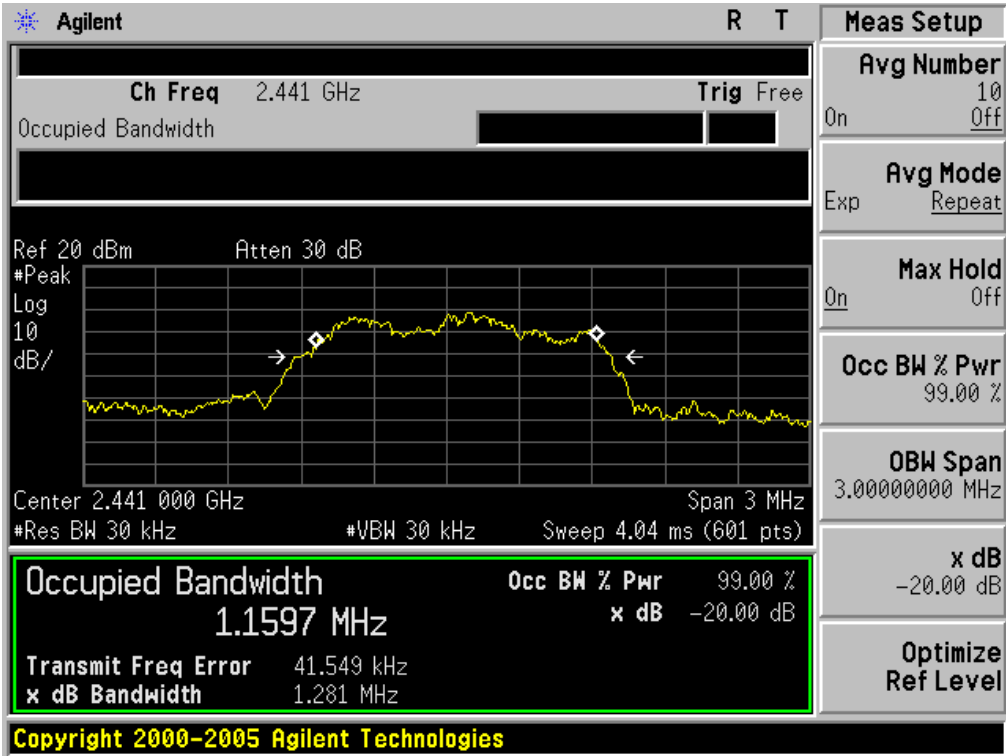 Agilent R T
Ch Freq 2.441 GHz Trig Free
Occupied Bandwidth
Ref 20 dBm Atten 30 dB
#Peak
Log
10
dB/
Center 2.441 000 GHz Span 3 MHz
#Res BW 30 kHz #VBW 30 kHz Sweep 4.04 ms (601 pts)
Occupied Bandwidth
1.1597 MHz
Occ BW % Pwr 99.00 %
x dB -20.00 dB
Transmit Freq Error 41.549 kHz
x dB Bandwidth 1.281 MHz
Copyright 2000-2005 Agilent Technologies
Meas Setup
Avg Number
10
On Off
Avg Mode
Exp Repeat
Max Hold
On Off
Occ BW % Pwr
99.00 %
OBW Span
3.00000000 MHz
x dB
-20.00 dB
Optimize
Ref Level